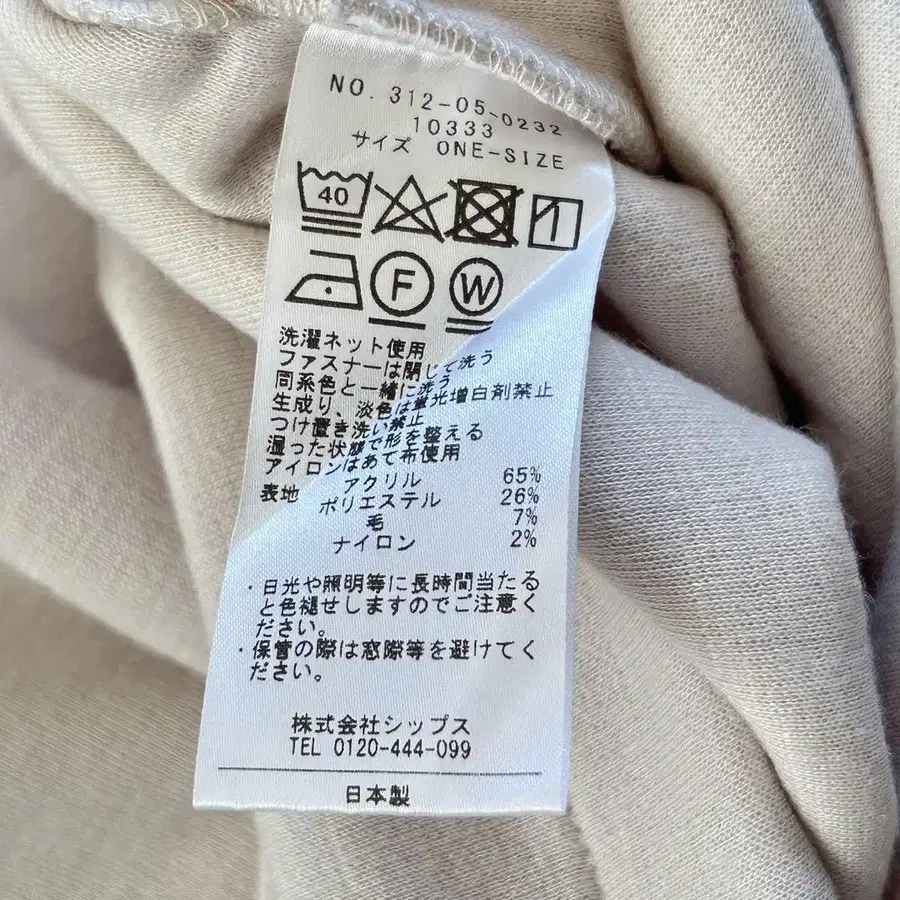 NO. 312-05-0232
10333
サイズ ONE-SIZE
40
F W
洗濯ネット使用
ファスナーは閉じて洗う
同系色と一緒に洗う
生成り、淡色は蛍光増白剤禁止
つけ置き洗い禁止
湿った状態で形を整える
アイロンはあて布使用
表地 アクリル 65%
ポリエステル 26%
毛 7%
ナイロン 2%
・日光や照明等に長時間当たる
と色褪せしますのでご注意く
ださい。
・保管の際は窓際等を避けてく
ださい。
株式会社シップス
TEL 0120-444-099
日本製